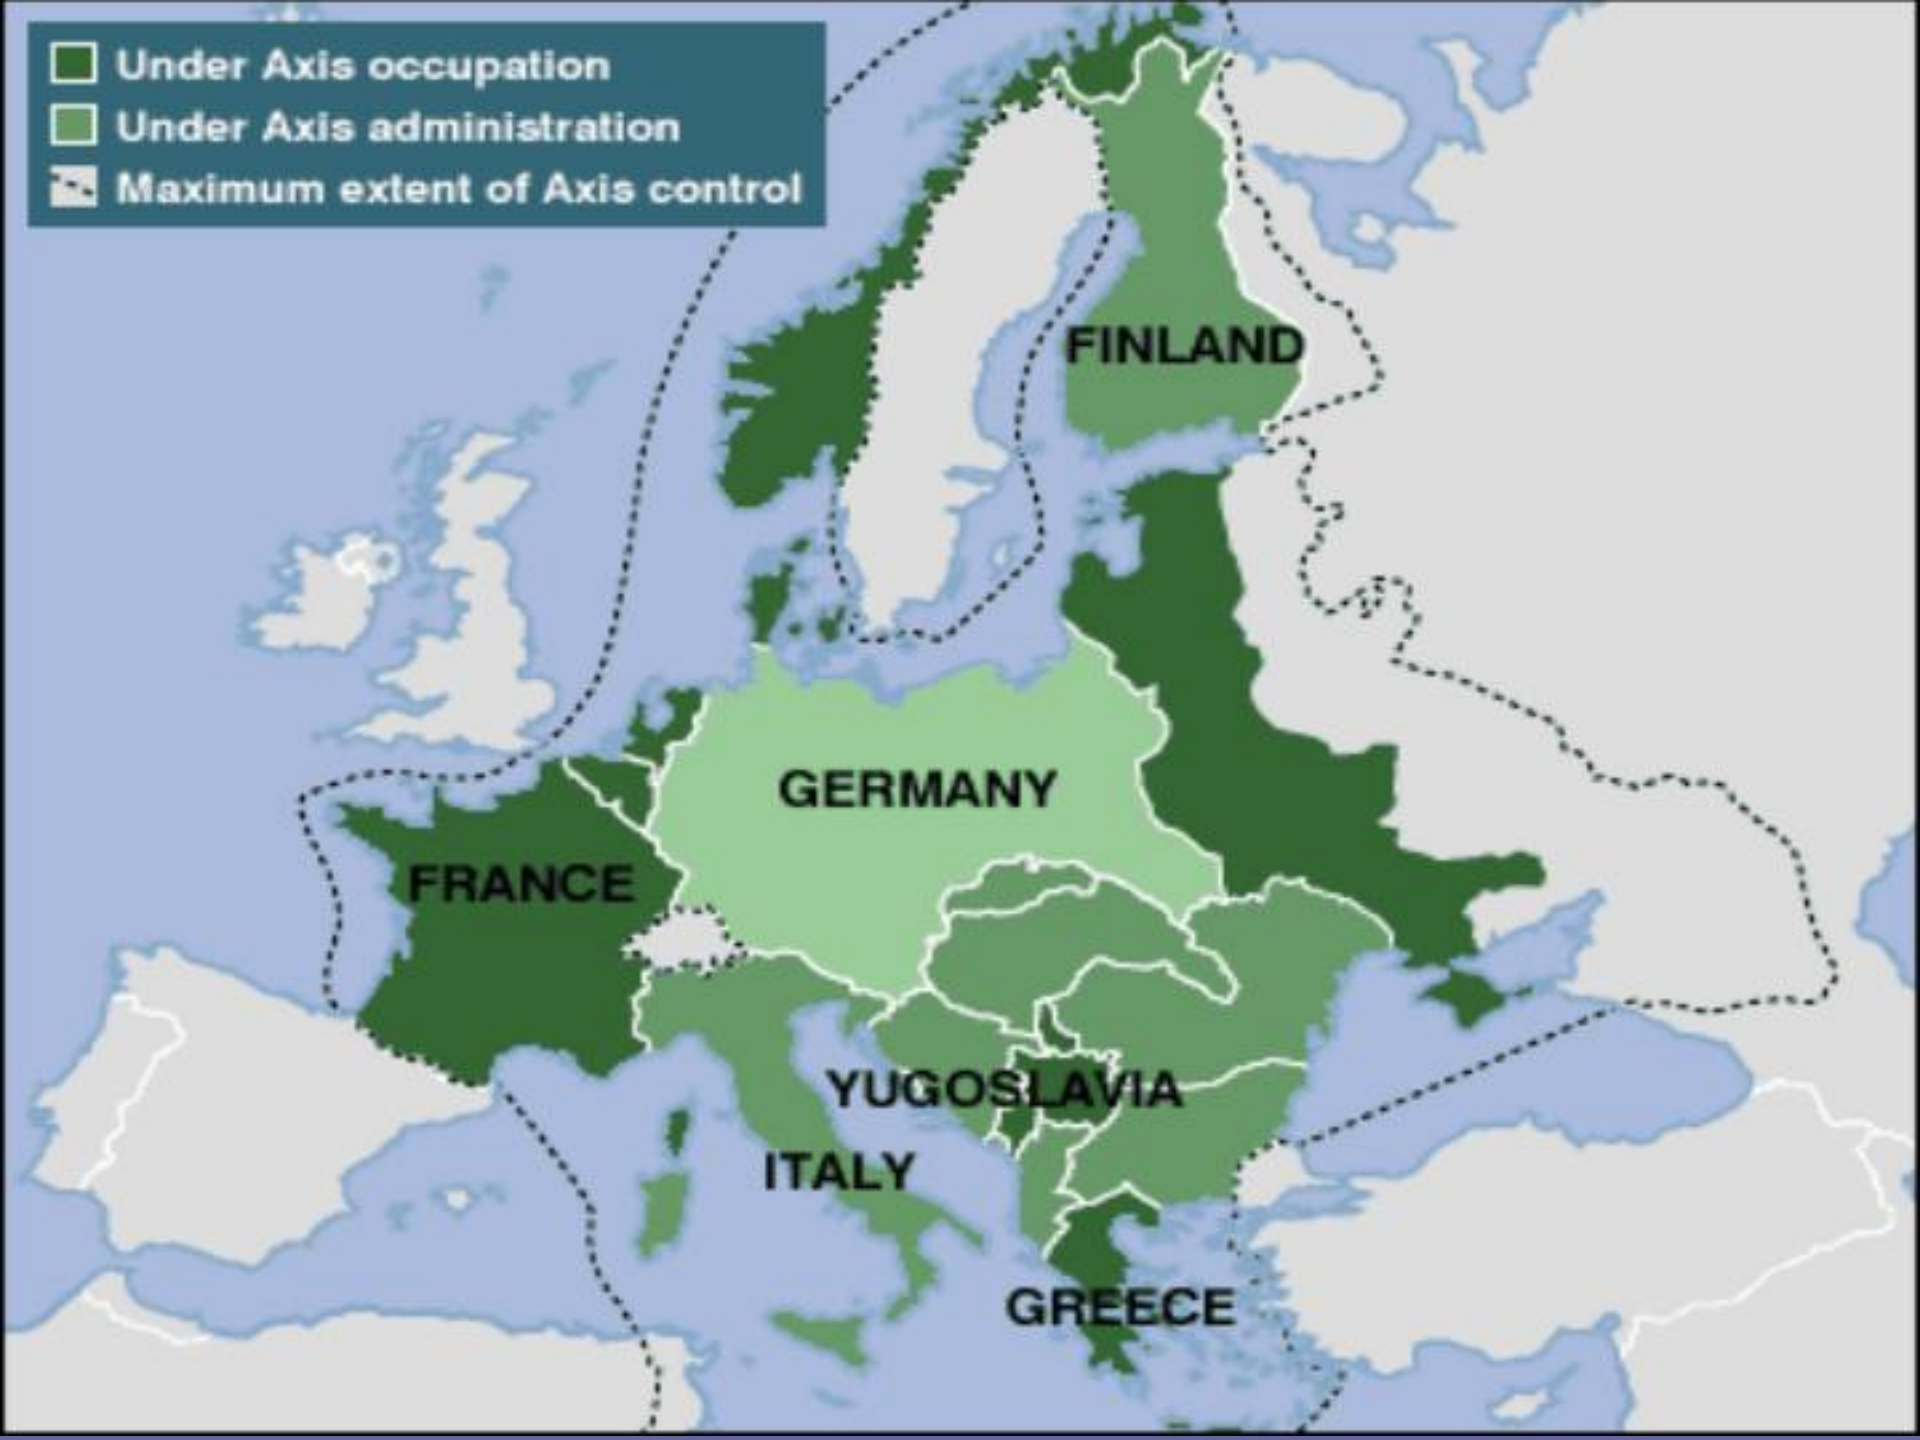 Under Axis occupation
Under Axis administration
Maximum extent of Axis control
FINLAND
GERMANY
FRANCE
YUGOSLAVIA
ITALY
GREECE